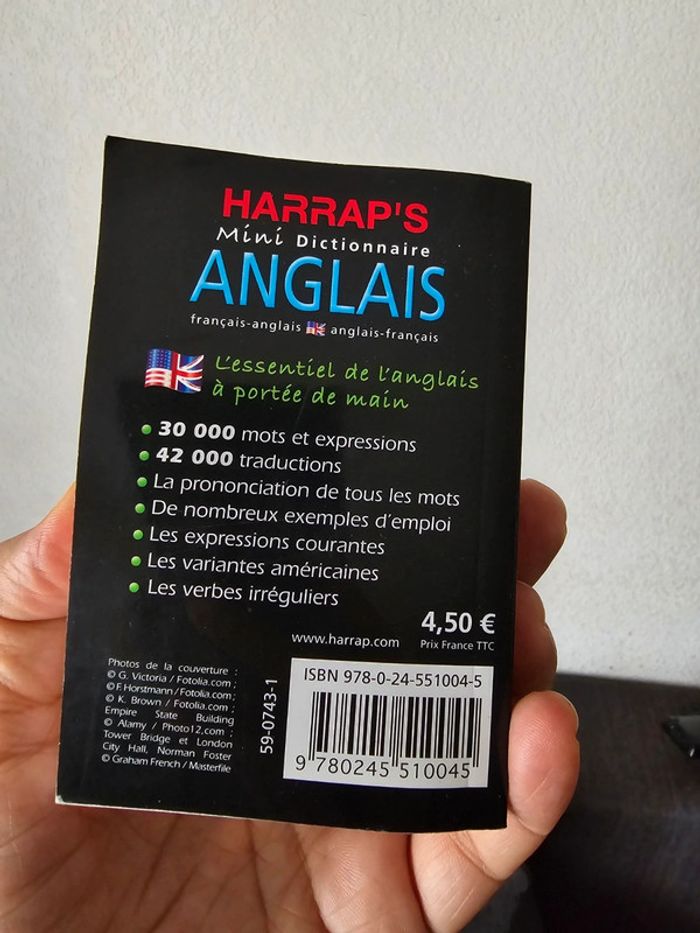 HARRAP'S
Mini Dictionnaire
ANGLAIS
français-anglais anglais-français
L'essentiel de l'anglais
à portée de main
• 30 000 mots et expressions
• 42 000 traductions
• La prononciation de tous les mots
• De nombreux exemples d'emploi
• Les expressions courantes
• Les variantes américaines
• Les verbes irréguliers
4,50 €
www.harrap.com Prix France TTC
Photos de la couverture :
© G. Victoria / Fotolia.com ;
© F. Horstmann / Fotolia.com ;
© K. Brown / Fotolia.com ;
Empire State Building
© Alamy / Photo12.com ;
Tower Bridge et London
City Hall, Norman Foster
© Graham French / Masterfile
59-0743-1
ISBN 978-0-24-551004-5
9 780245 510045